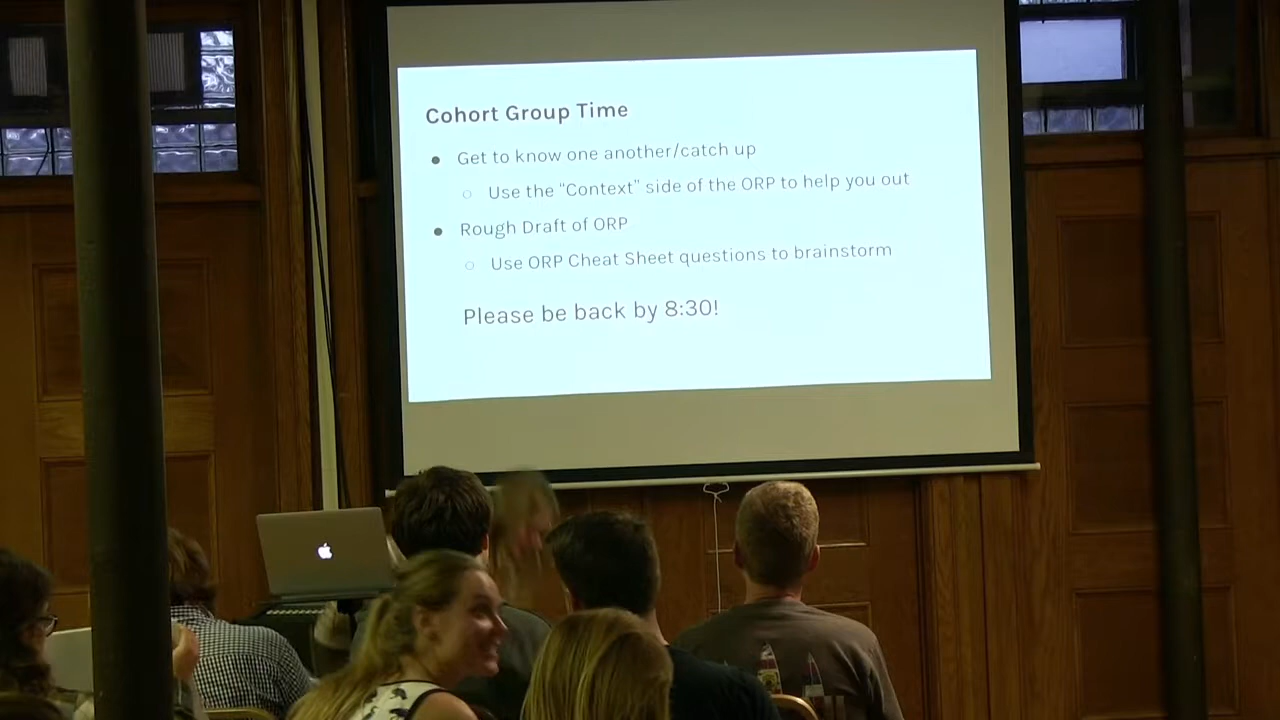 Cohort Group Time
● Get to know one another/catch up
○ Use the “Context” side of the ORP to help you out
● Rough Draft of ORP
○ Use ORP Cheat Sheet questions to brainstorm
Please be back by 8:30!